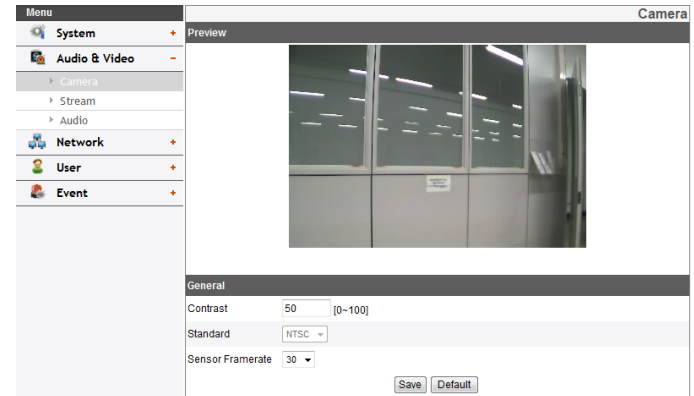 Menu
Camera
System +
Audio & Video -
Camera
Stream
Audio
Network +
User +
Event +
Preview
General
Contrast 50 [0~100]
Standard NTSC
Sensor Framerate 30
Save Default